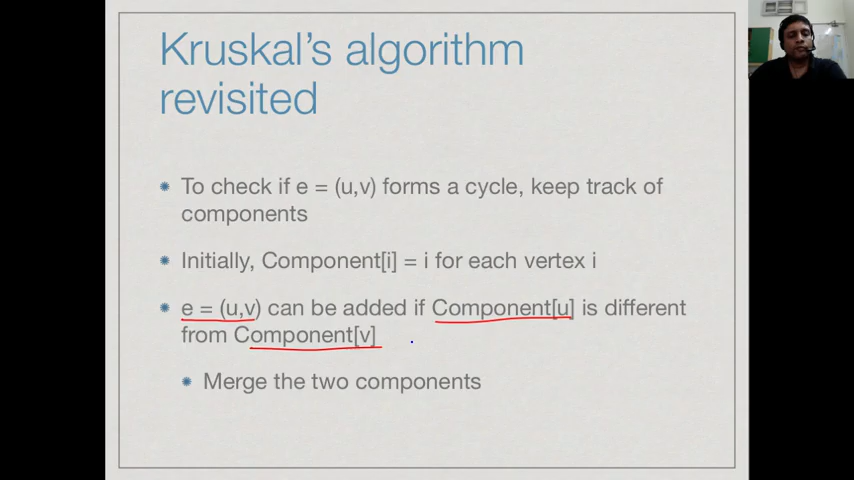 Kruskal's algorithm
revisited
To check if e = (u,v) forms a cycle, keep track of
components
Initially, Component[i] = i for each vertex i
e = (u,v) can be added if Component[u] is different
from Component[v]
Merge the two components